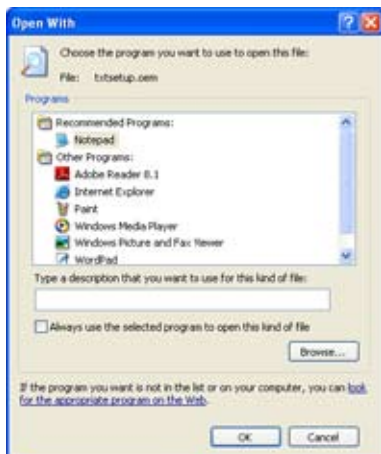 Open With
Choose the program you want to use to open this file:
File: txtsetup.oem
Programs
Recommended Programs:
Notepad
Other Programs:
Adobe Reader 8.1
Internet Explorer
Paint
Windows Media Player
Windows Picture and Fax Viewer
WordPad
Type a description that you want to use for this kind of file:
Always use the selected program to open this kind of file
Browse...
If the program you want is not in the list or on your computer, you can look
for the appropriate program on the Web.
OK
Cancel